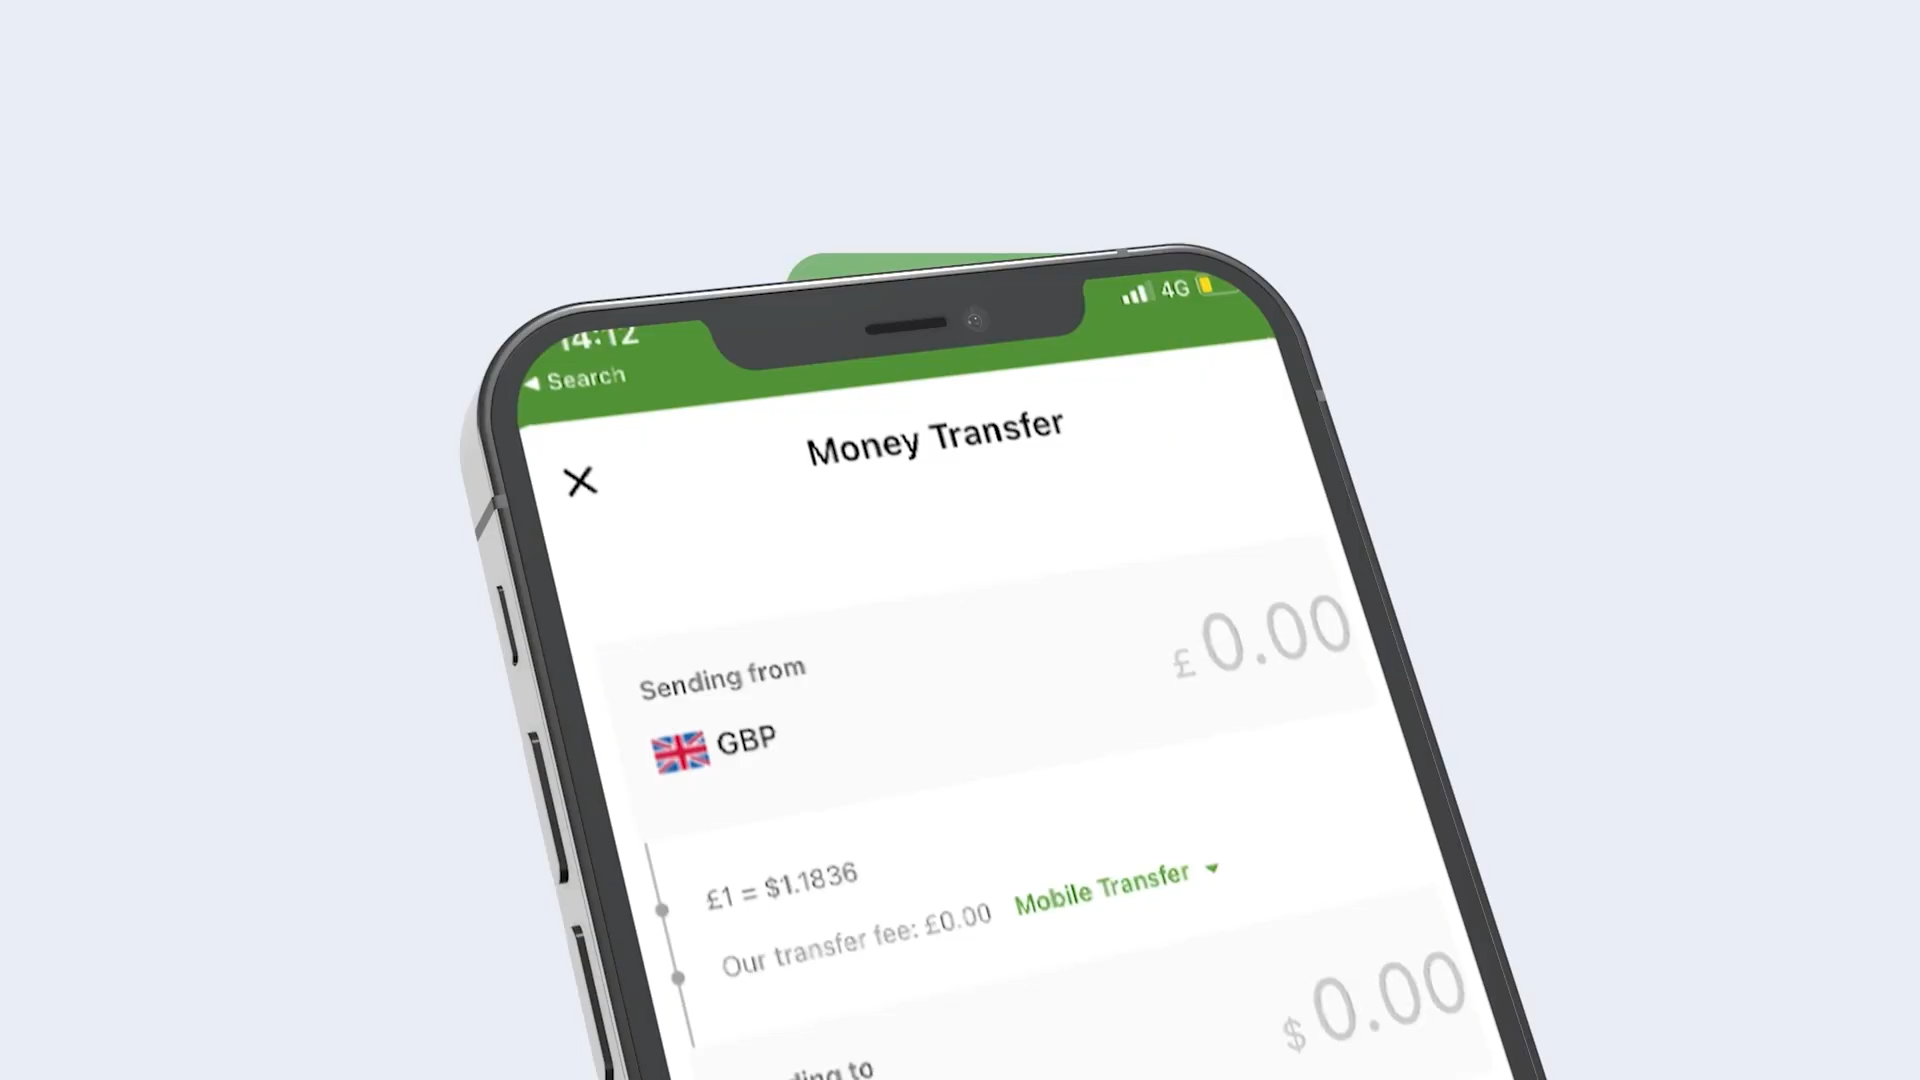 14:12
4G
◀ Search
Money Transfer
Sending from
£ 0.00
GBP
£1 = $1.1836
Our transfer fee: £0.00 Mobile Transfer
$ 0.00
to